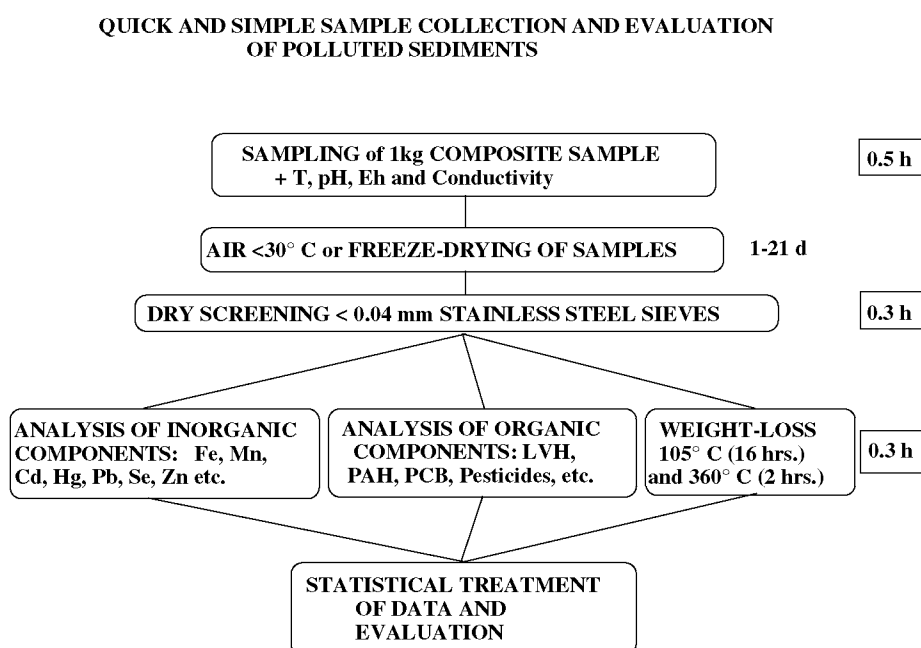 QUICK AND SIMPLE SAMPLE COLLECTION AND EVALUATION
OF POLLUTED SEDIMENTS
SAMPLING of 1kg COMPOSITE SAMPLE
+ T, pH, Eh and Conductivity
0.5 h
AIR <30° C or FREEZE-DRYING OF SAMPLES
1-21 d
DRY SCREENING < 0.04 mm STAINLESS STEEL SIEVES
0.3 h
ANALYSIS OF INORGANIC
COMPONENTS: Fe, Mn,
Cd, Hg, Pb, Se, Zn etc.
ANALYSIS OF ORGANIC
COMPONENTS: LVH,
PAH, PCB, Pesticides, etc.
WEIGHT-LOSS
105° C (16 hrs.)
and 360° C (2 hrs.)
0.3 h
STATISTICAL TREATMENT
OF DATA AND
EVALUATION